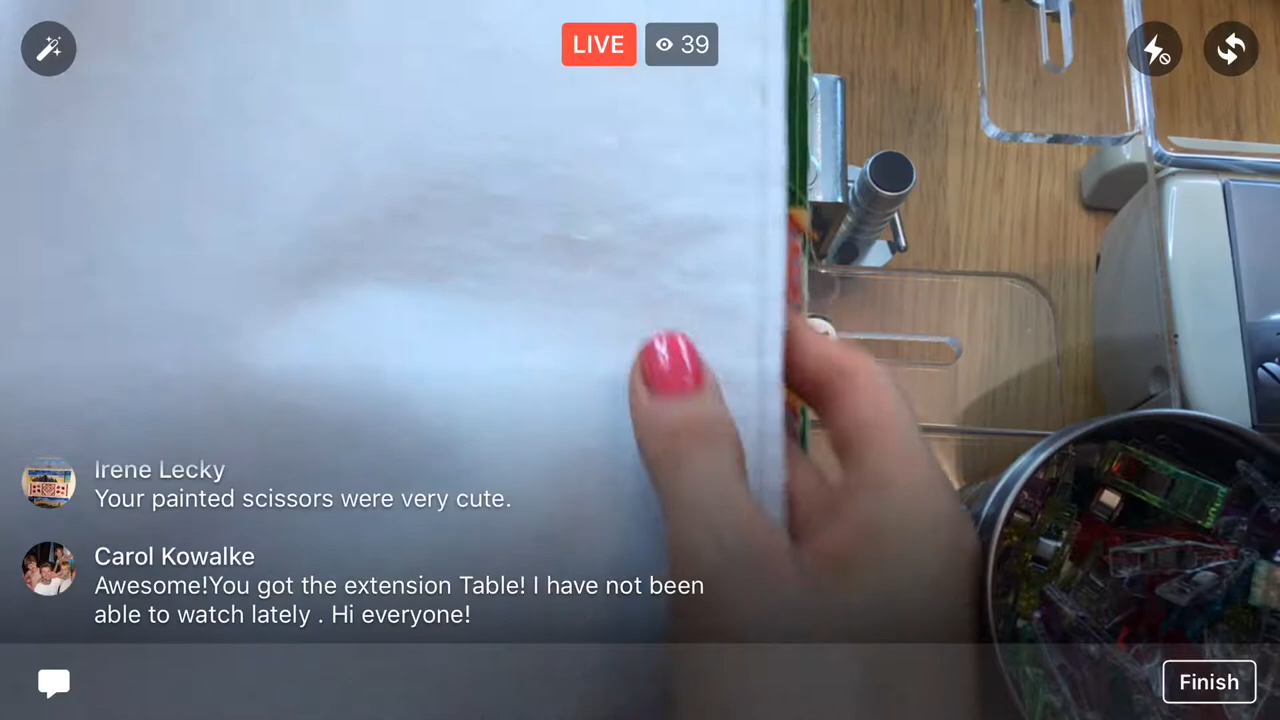 LIVE
39
Irene Lecky
Your painted scissors were very cute.
Carol Kowalke
Awesome!You got the extension Table! I have not been
able to watch lately . Hi everyone!
Finish